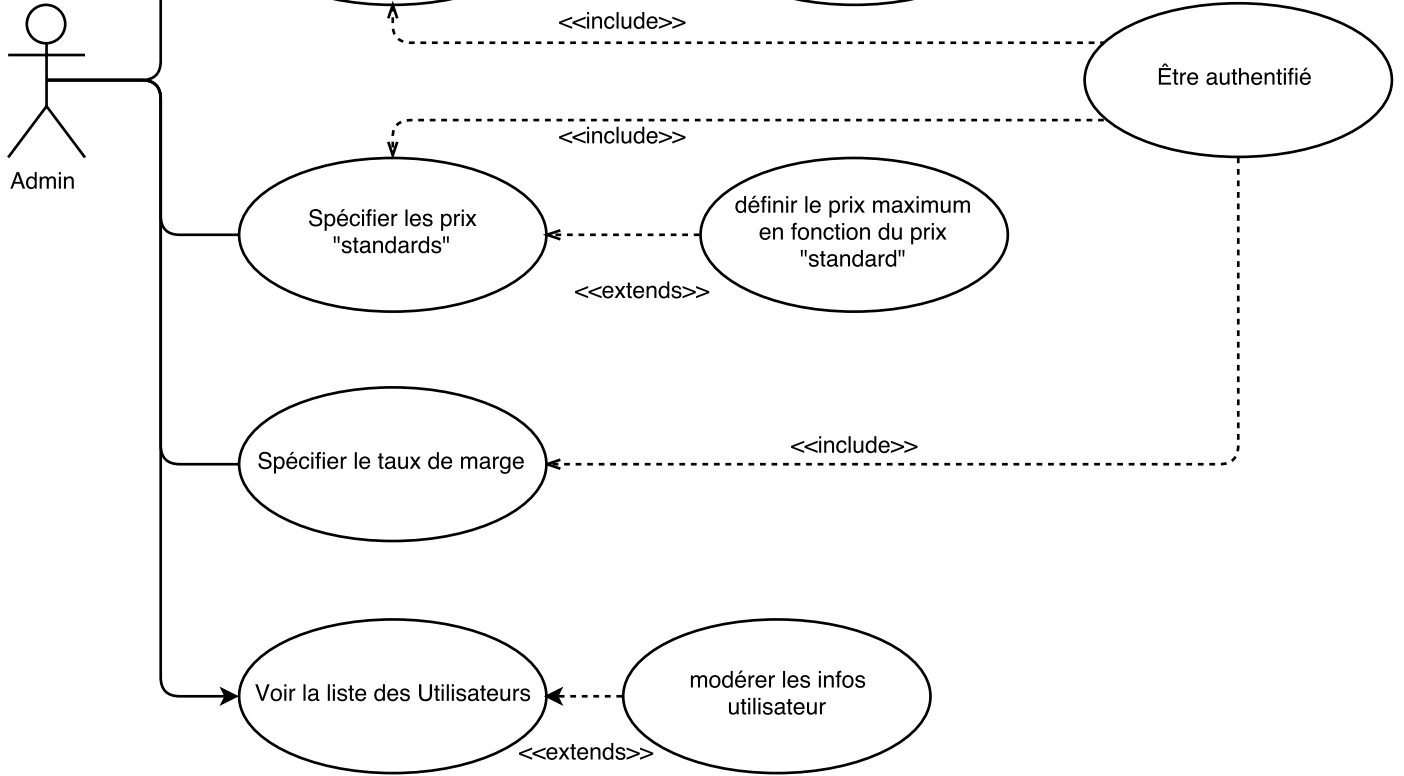 <<include>>
Être authentifié
<<include>>
Admin
Spécifier les prix
"standards"
définir le prix maximum
en fonction du prix
"standard"
<<extends>>
<<include>>
Spécifier le taux de marge
Voir la liste des Utilisateurs
modérer les infos
utilisateur
<<extends>>